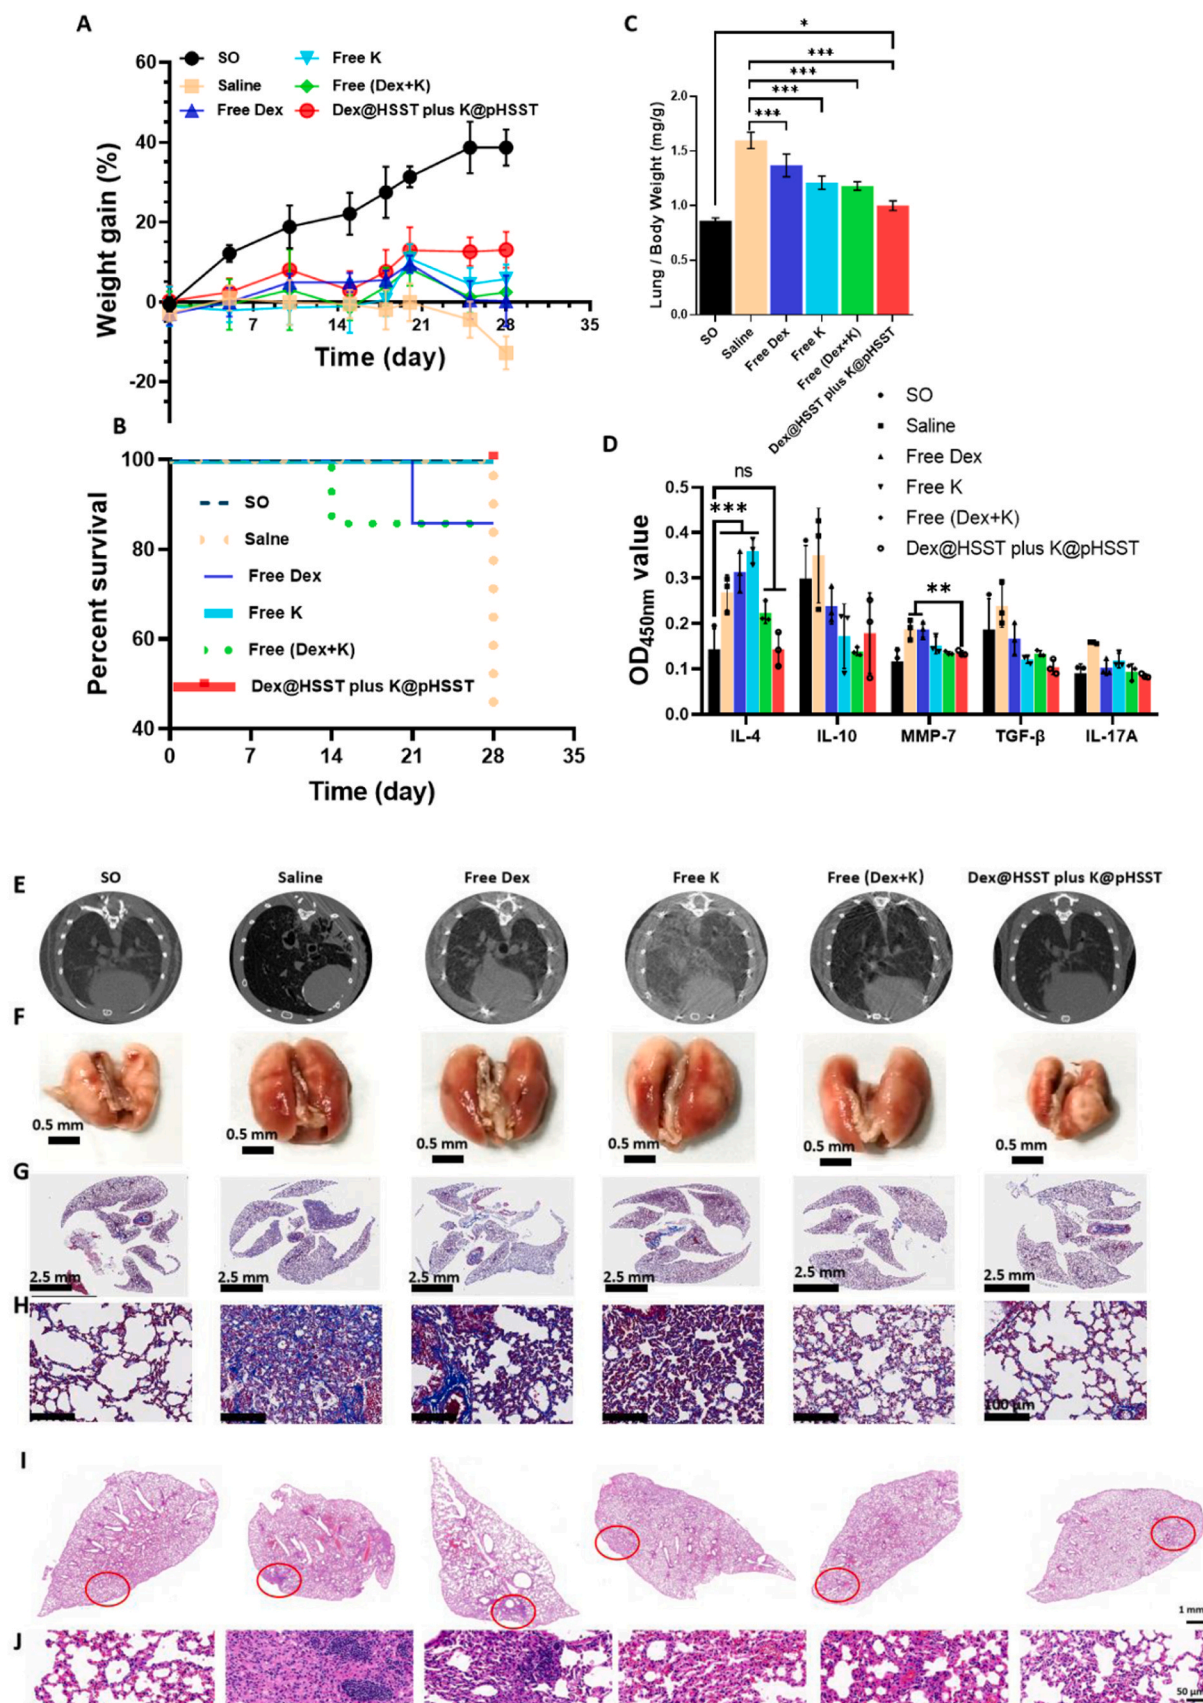 A
SO
Saline
Free Dex
Free K
Free (Dex+K)
Dex@HSST plus K@pHSST
Weight gain (%)
60
40
20
0
-20
7
14
21
28
35
Time (day)
B
Percent survival
100
80
60
40
SO
Salne
Free Dex
Free K
Free (Dex+K)
Dex@HSST plus K@pHSST
0
7
14
21
28
35
Time (day)
C
*
***
***
***
***
Lung / Body Weight (mg/g)
2.0
1.5
1.0
0.5
0.0
SO
Saline
Free Dex
Free K
Free (Dex+K)
Dex@HSST plus K@pHSST
D
SO
Saline
Free Dex
Free K
Free (Dex+K)
Dex@HSST plus K@pHSST
ns
***
**
OD450nm value
0.5
0.4
0.3
0.2
0.1
0.0
IL-4
IL-10
MMP-7
TGF-β
IL-17A
E
SO
Saline
Free Dex
Free K
Free (Dex+K)
Dex@HSST plus K@pHSST
F
0.5 mm
0.5 mm
0.5 mm
0.5 mm
0.5 mm
0.5 mm
G
2.5 mm
2.5 mm
2.5 mm
2.5 mm
2.5 mm
2.5 mm
H
100 µm
I
1 mm
J
50 µm